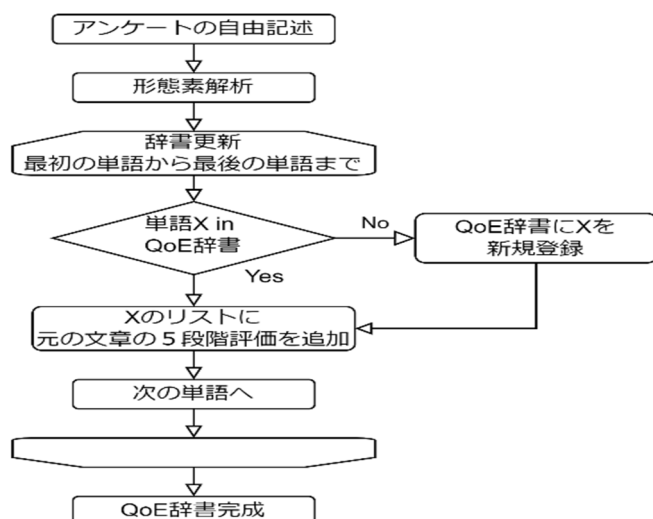 アンケートの自由記述
形態素解析
辞書更新
最初の単語から最後の単語まで
単語X in
QoE辞書
No
QoE辞書にXを
新規登録
Yes
Xのリストに
元の文章の５段階評価を追加
次の単語へ
QoE辞書完成